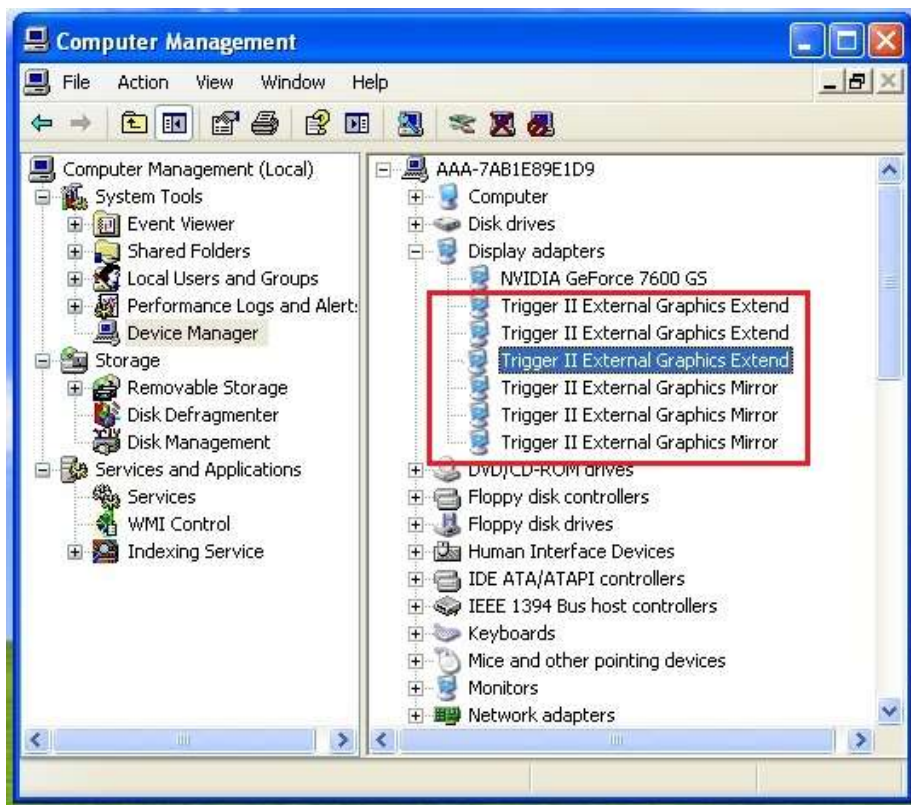 Computer Management
File Action View Window Help
Computer Management (Local)
System Tools
Event Viewer
Shared Folders
Local Users and Groups
Performance Logs and Alert:
Device Manager
Storage
Removable Storage
Disk Defragmenter
Disk Management
Services and Applications
Services
WMI Control
Indexing Service
AAA-7AB1E89E1D9
Computer
Disk drives
Display adapters
NVIDIA GeForce 7600 GS
Trigger II External Graphics Extend
Trigger II External Graphics Extend
Trigger II External Graphics Extend
Trigger II External Graphics Mirror
Trigger II External Graphics Mirror
Trigger II External Graphics Mirror
DVD/CD-ROM drives
Floppy disk controllers
Floppy disk drives
Human Interface Devices
IDE ATA/ATAPI controllers
IEEE 1394 Bus host controllers
Keyboards
Mice and other pointing devices
Monitors
Network adapters